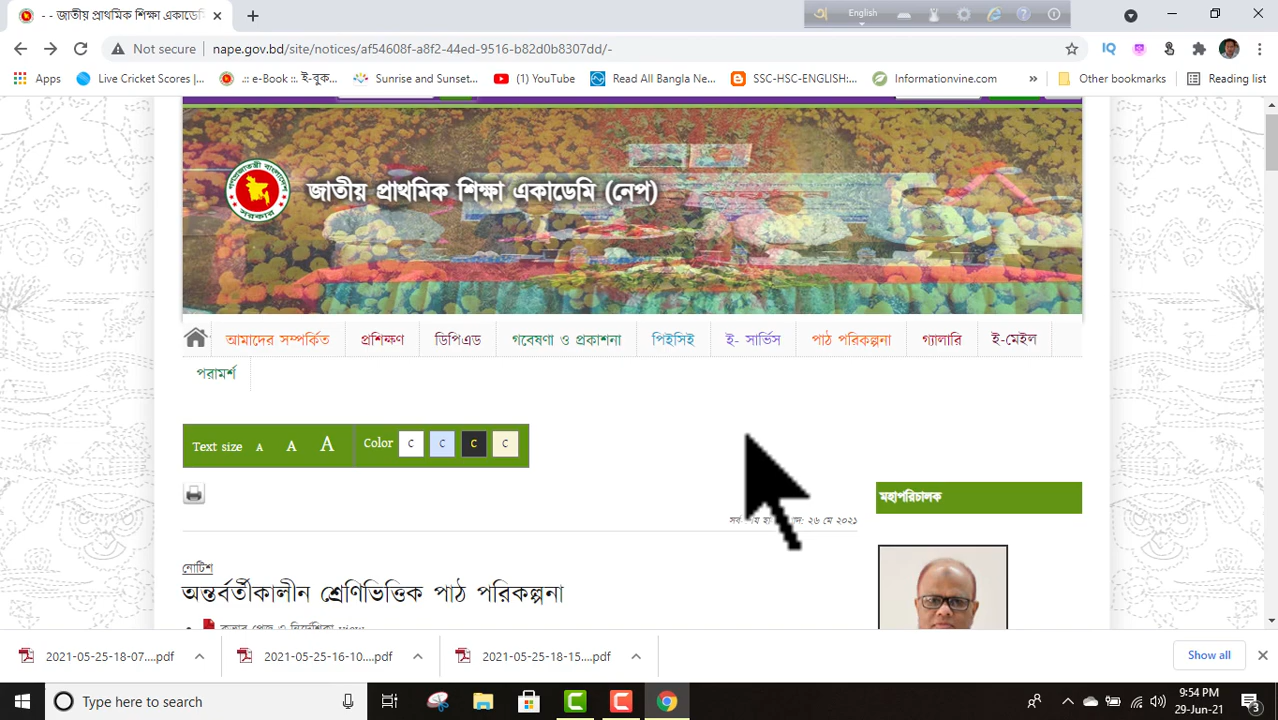 - - জাতীয় প্রাথমিক শিক্ষা একাডেমি
English
Not secure
nape.gov.bd/site/notices/af54608f-a8f2-44ed-9516-b82d0b8307dd/-
Apps
Live Cricket Scores |...
.:: e-Book ::. ই-বুক...
Sunrise and Sunset...
(1) YouTube
Read All Bangla Ne...
SSC-HSC-ENGLISH:...
Informationvine.com
»
Other bookmarks
Reading list
জাতীয় প্রাথমিক শিক্ষা একাডেমি (নেপ)
আমাদের সম্পর্কিত
প্রশিক্ষণ
ডিপিএড
গবেষণা ও প্রকাশনা
পিইসিই
ই- সার্ভিস
পাঠ পরিকল্পনা
গ্যালারি
ই-মেইল
পরামর্শ
Text size A A A Color C C C C
মহাপরিচালক
২৬ মে ২০২১
নোটিশ
অন্তর্বর্তীকালীন শ্রেণিভিত্তিক পাঠ পরিকল্পনা
2021-05-25-18-07....pdf
2021-05-25-16-10....pdf
2021-05-25-18-15....pdf
Show all
Type here to search
9:54 PM
29-Jun-21
3